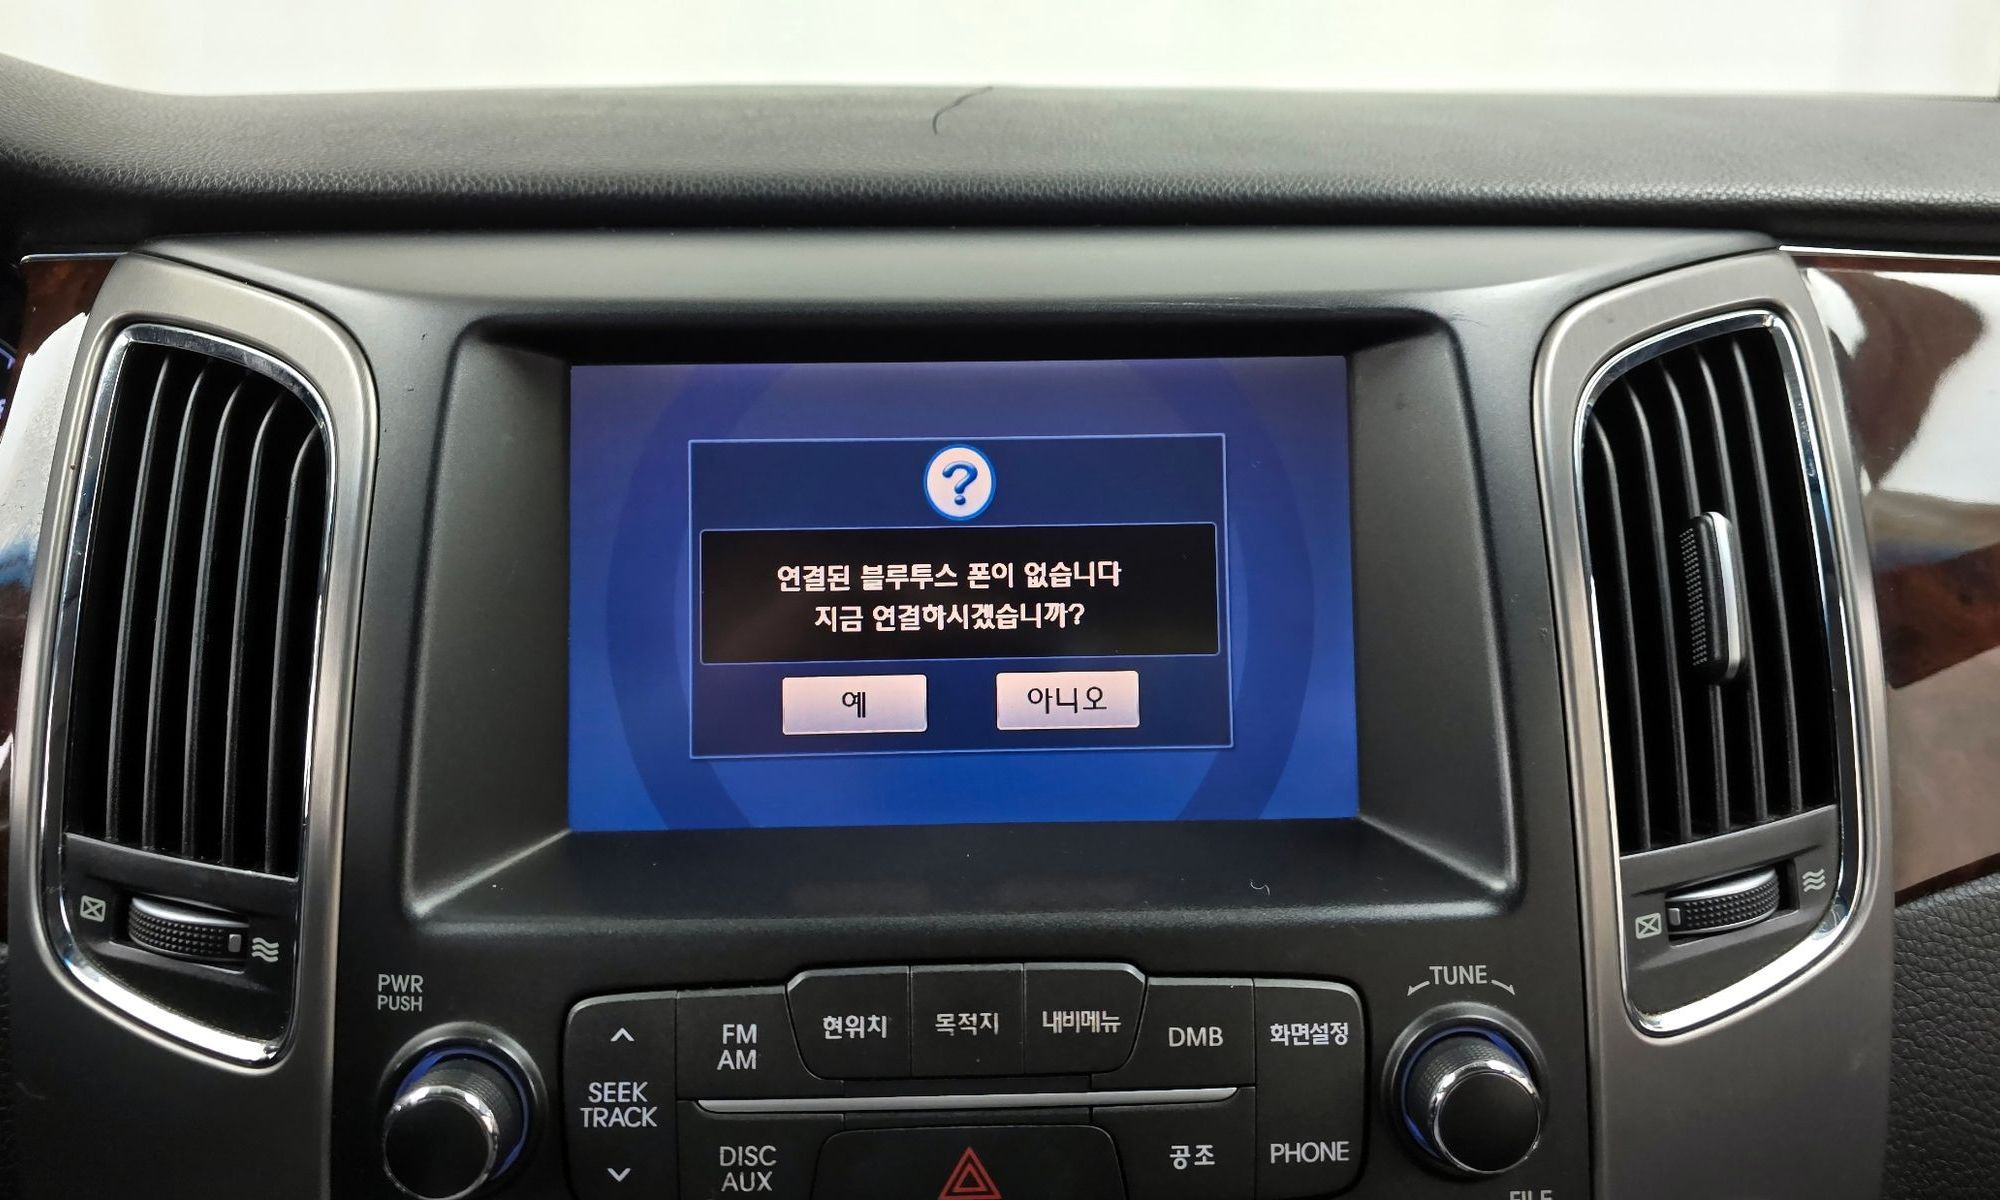 ?
연결된 블루투스 폰이 없습니다
지금 연결하시겠습니까?
예
아니오
PWR
PUSH
SEEK
TRACK
FM
AM
현위치
목적지
내비메뉴
DMB
화면설정
TUNE
DISC
AUX
공조
PHONE
FILE